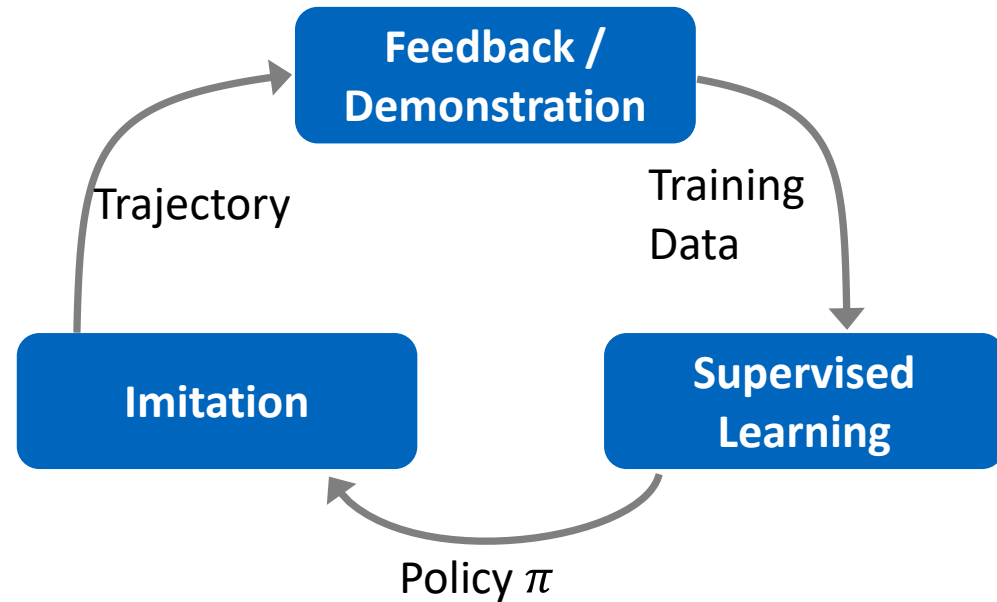 Feedback /
Demonstration
Trajectory
Training
Data
Imitation
Supervised
Learning
Policy π